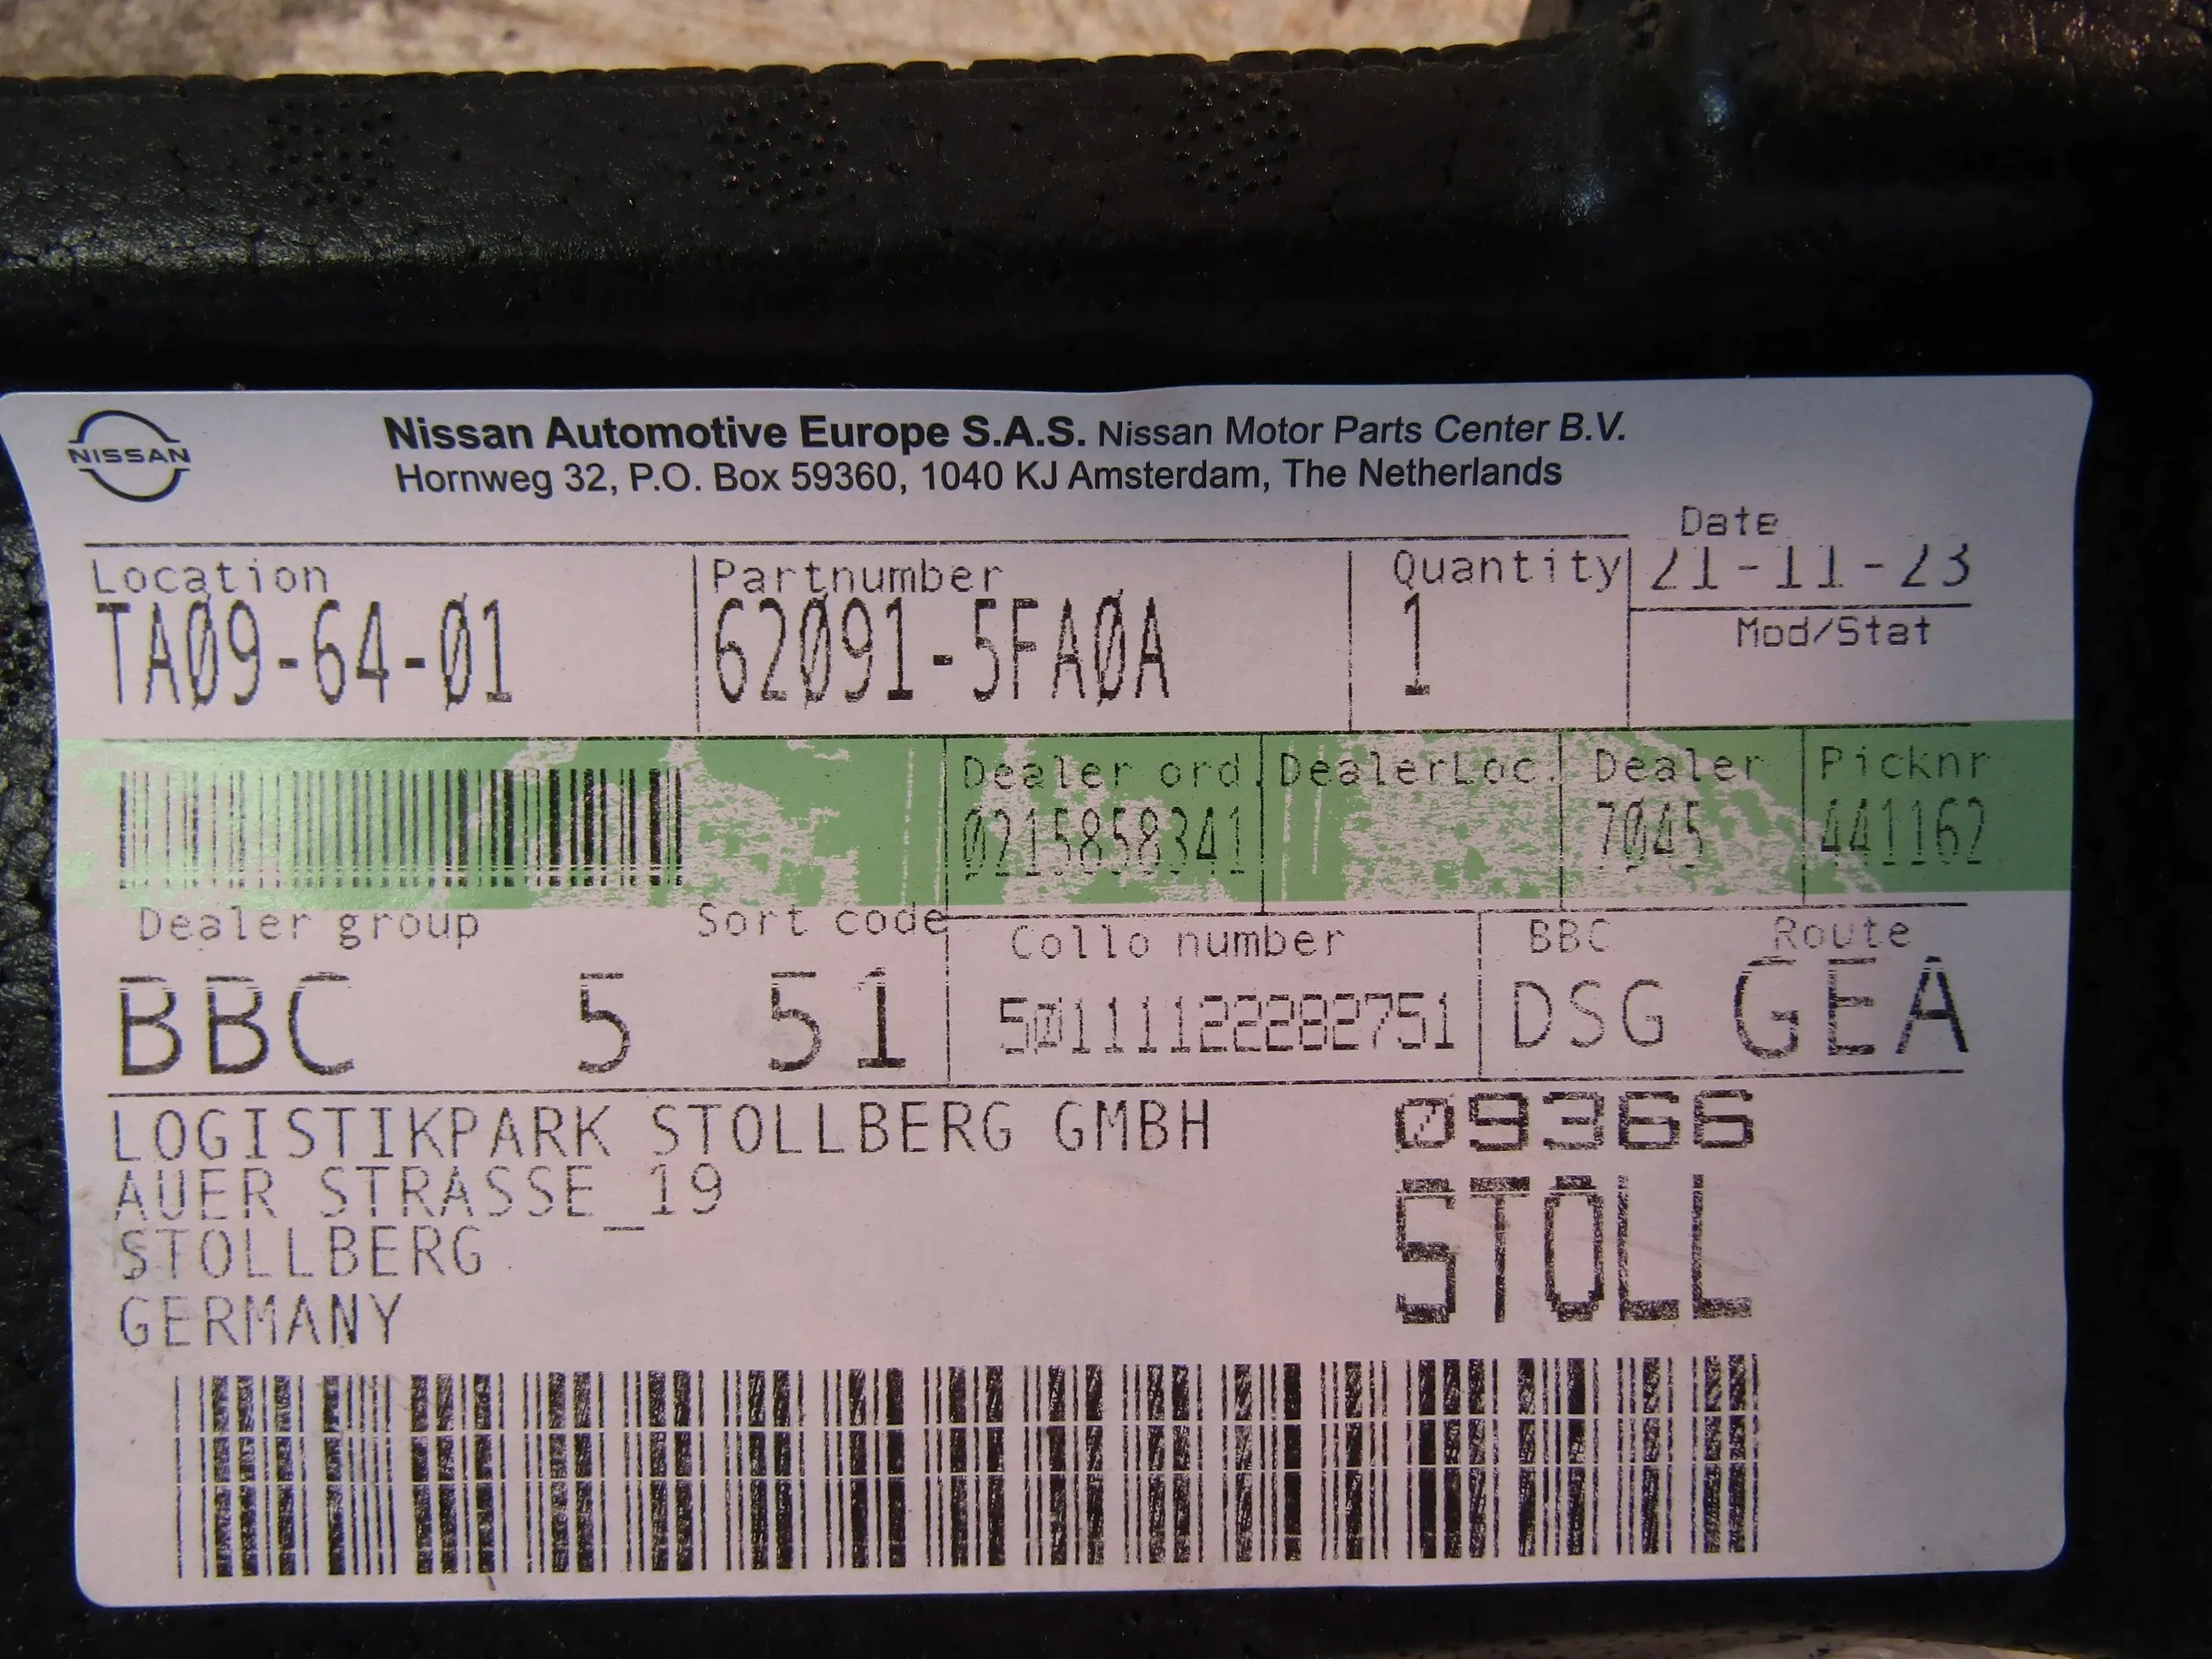 NISSAN
Nissan Automotive Europe S.A.S. Nissan Motor Parts Center B.V.
Hornweg 32, P.O. Box 59360, 1040 KJ Amsterdam, The Netherlands
Location Partnumber Quantity Date
TA09-64-01 62091-5FA0A 1 21-11-23
Mod/Stat
Dealer ord. DealerLoc. Dealer Picknr
0215858341 7045 441162
Dealer group Sort code Collo number BBC Route
BBC 5 51 50111122282751 DSG GEA
LOGISTIKPARK STOLLBERG GMBH 09366
AUER STRASSE_19 STOLL
STOLLBERG
GERMANY